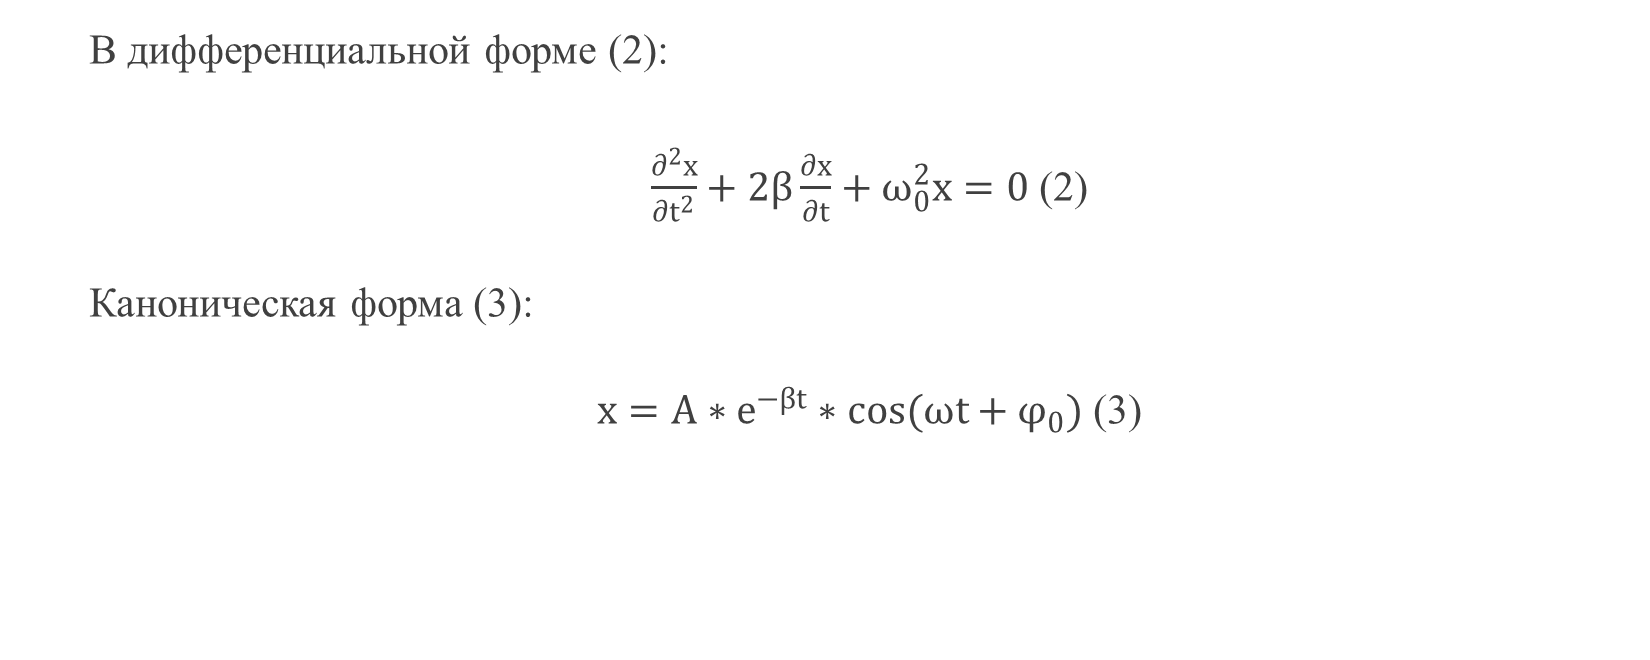 В дифференциальной форме (2):
∂²x/∂t² + 2β ∂x/∂t + ω₀²x = 0 (2)
Каноническая форма (3):
x = A ∗ e^(−βt) ∗ cos(ωt + φ₀) (3)